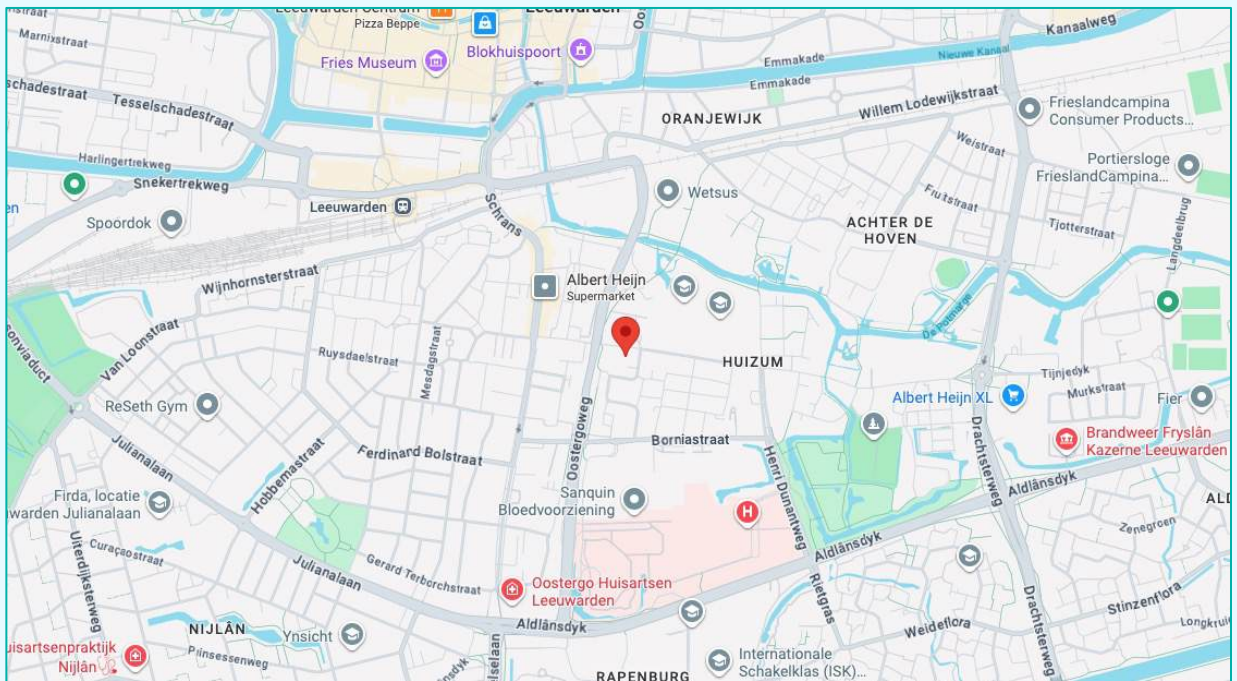 Leeuwarden Centrum
Pizza Beppe
Leeuwarden
Kanaalweg
Marnixstraat
Fries Museum
Blokhuispoort
Emmakade
Nieuwe Kanaal
Emmakade
Tesselschadestraat
ORANJEWIJK
Willem Lodewijkstraat
Frieslandcampina
Consumer Products...
Weistraat
Harlingertrekweg
Snekertrekweg
Portiersloge
FrieslandCampina...
Wetsus
Fruitstraat
Leeuwarden
Schrans
Spoordok
ACHTER DE
HOVEN
Tjotterstraat
Langdeelbrug
Wijnhornsterstraat
Albert Heijn
Supermarket
De Potmarge
Van Loonstraat
Ruysdaelstraat
Mesdagstraat
HUIZUM
Tijnjedyk
Murkstraat
Albert Heijn XL
Fier
ReSeth Gym
Oostergoweg
Brandweer Fryslân
Kazerne Leeuwarden
Julianalaan
Borniastraat
Ferdinand Bolstraat
Hobbemastraat
Henri Dunantweg
Drachtsterweg
Aldlânsdyk
Firda, locatie
Julianalaan
Sanquin
Bloedvoorziening
H
Zenegroen
Uiterdijksterweg
Curaçaostraat
Julianalaan
Gerard Terborchstraat
Aldlânsdyk
Oostergo Huisartsen
Leeuwarden
Rietgras
Drachtsterweg
Stinzenflora
Aldlânsdyk
Weideflora
NIJLÂN
Ynsicht
Prinsessenweg
Nijlân
Internationale
Schakelklas (ISK)...
RAPENBURG